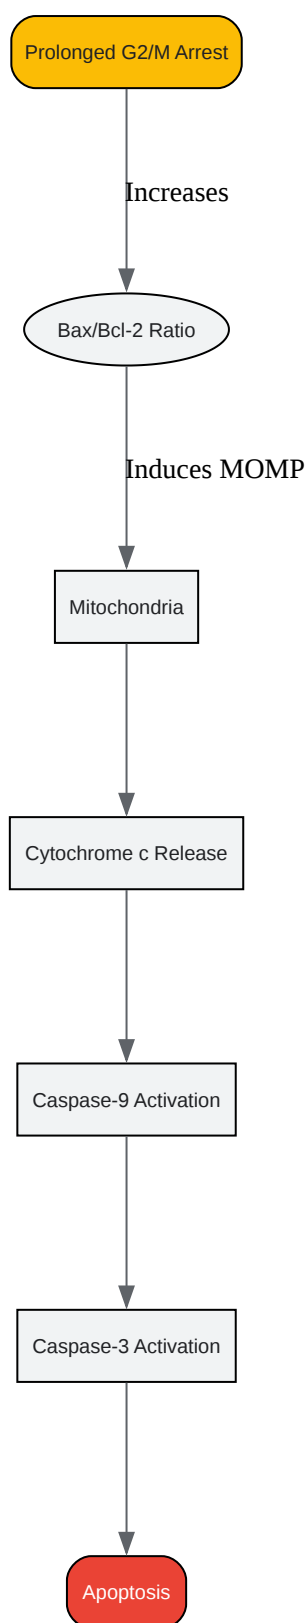 Prolonged G2/M Arrest
Increases
Bax/Bcl-2 Ratio
Induces MOMP
Mitochondria
Cytochrome c Release
Caspase-9 Activation
Caspase-3 Activation
Apoptosis